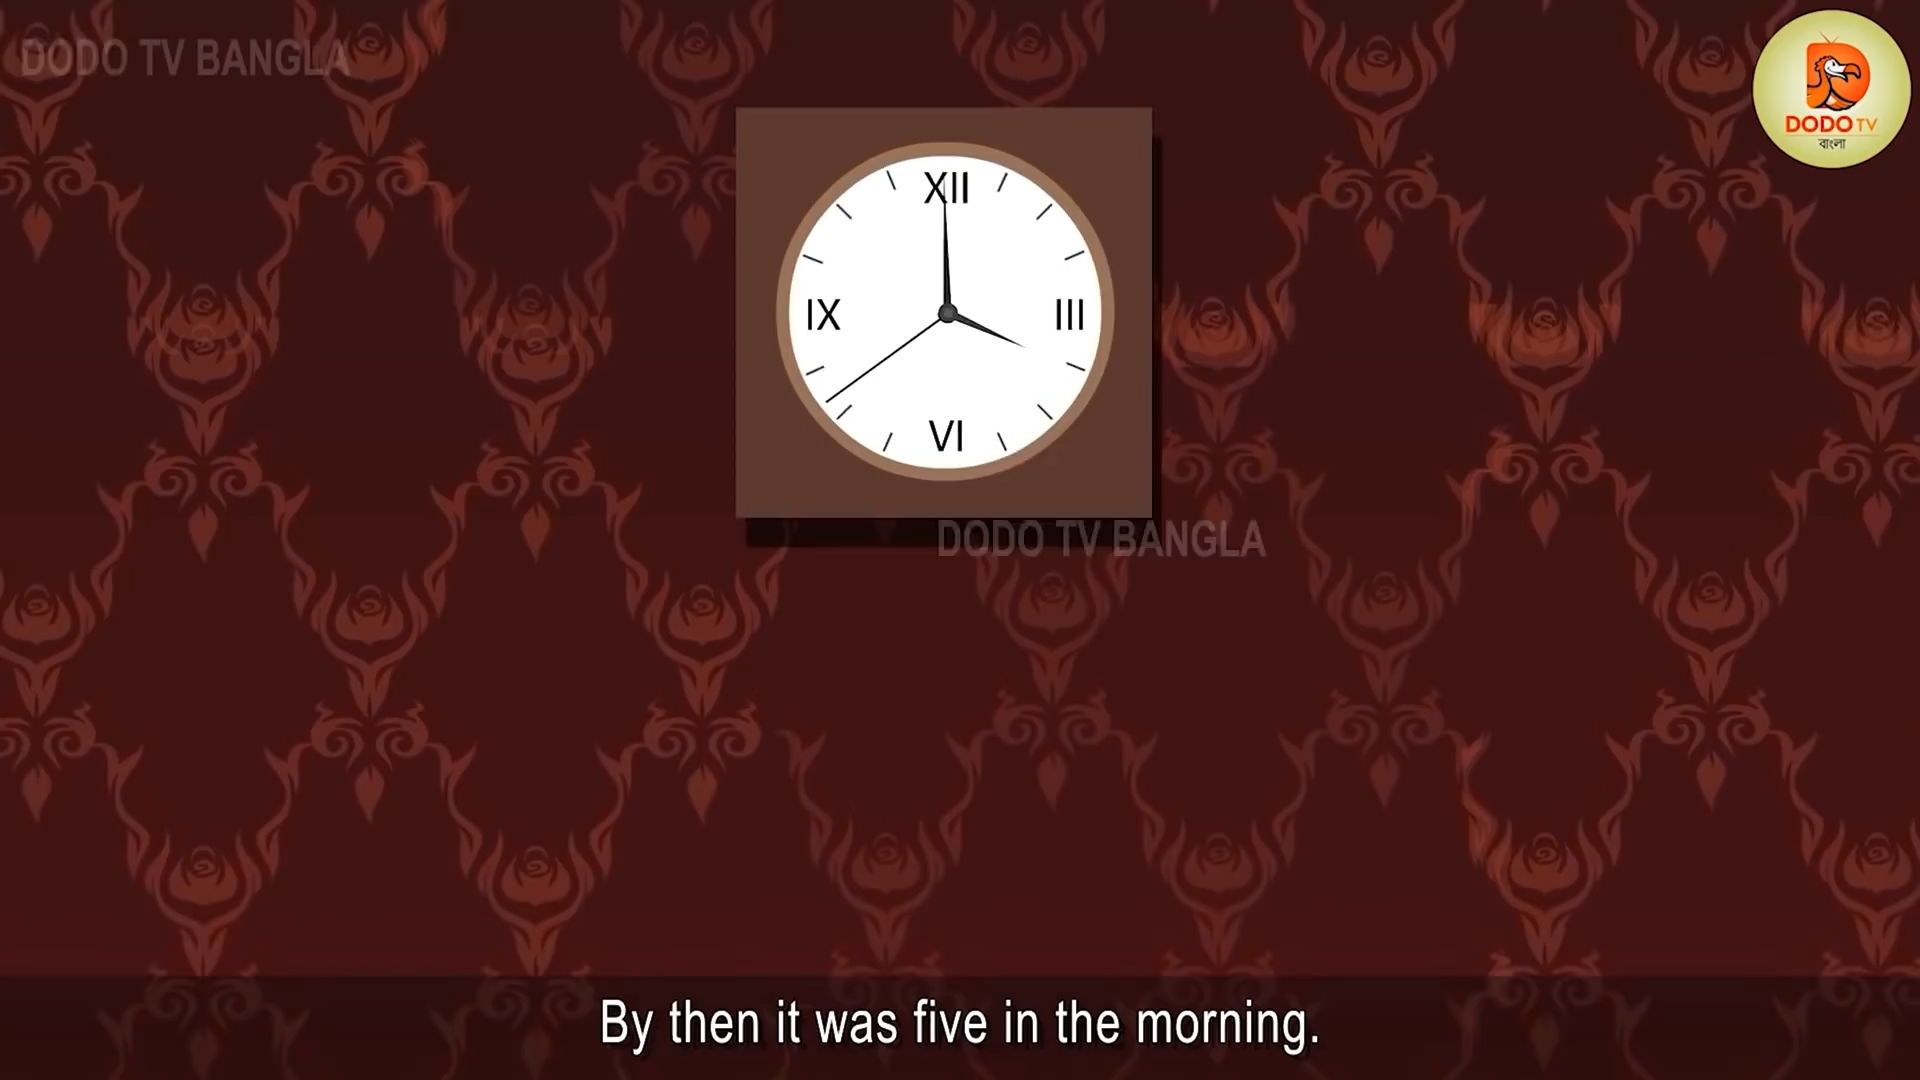 DODO TV BANGLA
DODO TV
বাংলা
XII
IX
III
VI
DODO TV BANGLA
By then it was five in the morning.